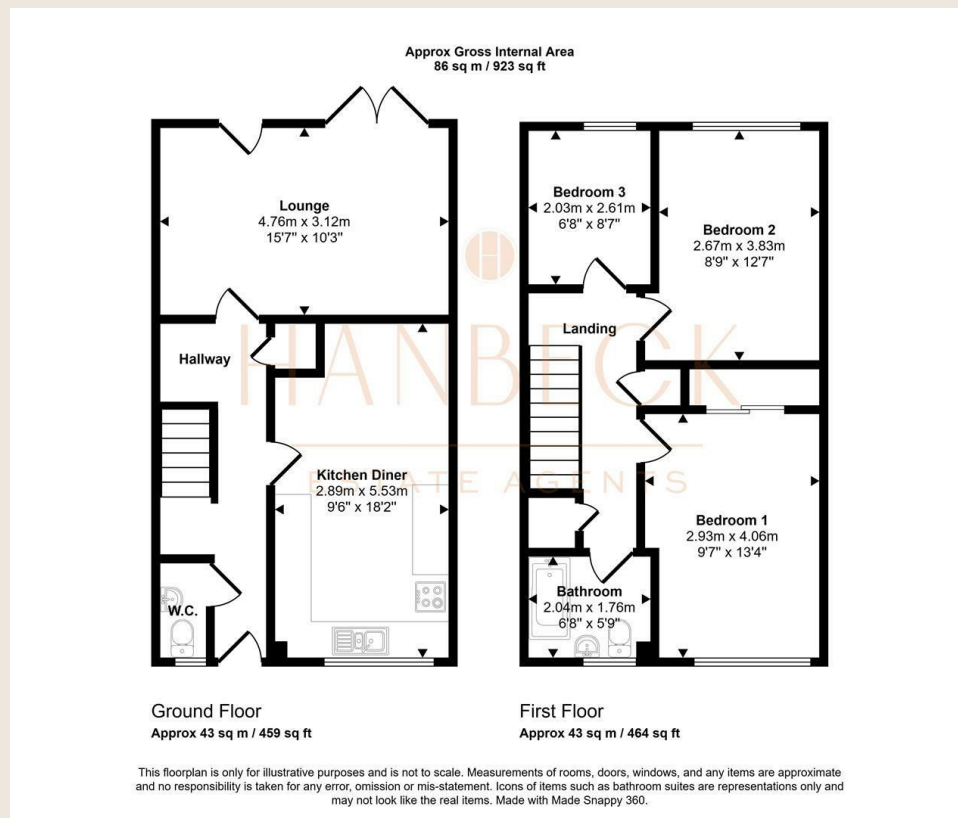 Approx Gross Internal Area
86 sq m / 923 sq ft
Lounge
4.76m x 3.12m
15'7" x 10'3"
Hallway
Kitchen Diner
2.89m x 5.53m
9'6" x 18'2"
W.C.
Bedroom 3
2.03m x 2.61m
6'8" x 8'7"
Bedroom 2
2.67m x 3.83m
8'9" x 12'7"
Landing
Bedroom 1
2.93m x 4.06m
9'7" x 13'4"
Bathroom
2.04m x 1.76m
6'8" x 5'9"
H
HANBECK
ESTATE AGENTS
Ground Floor
Approx 43 sq m / 459 sq ft
First Floor
Approx 43 sq m / 464 sq ft
This floorplan is only for illustrative purposes and is not to scale. Measurements of rooms, doors, windows, and any items are approximate
and no responsibility is taken for any error, omission or mis-statement. Icons of items such as bathroom suites are representations only and
may not look like the real items. Made with Made Snappy 360.